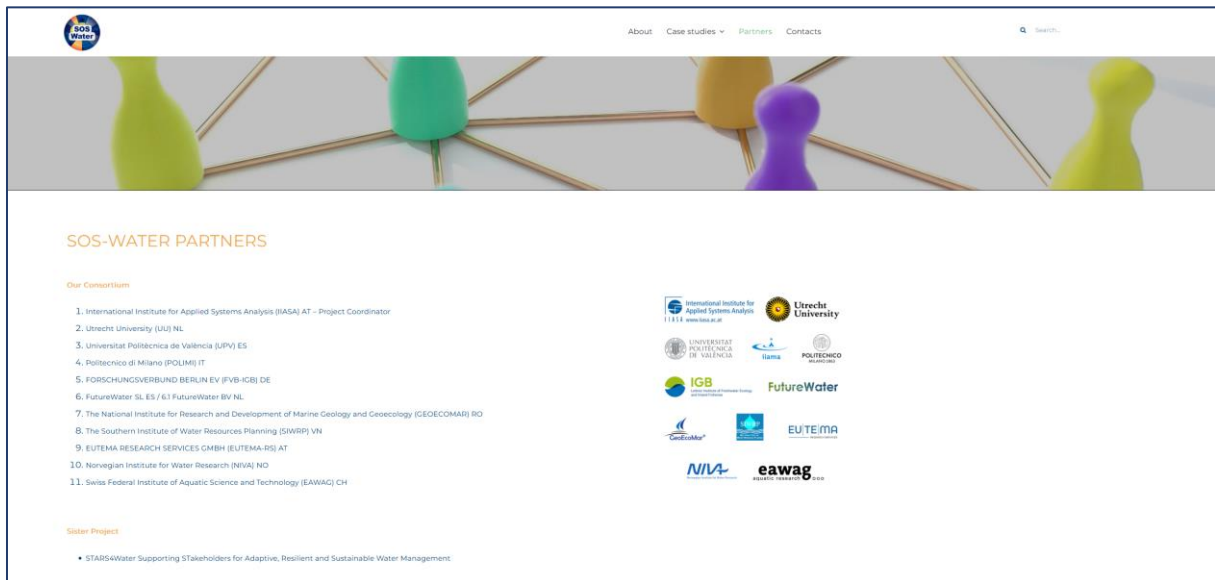 SOS
Water
About Case studies Partners Contacts
Search...
SOS-WATER PARTNERS
Our Consortium
1. International Institute for Applied Systems Analysis (IIASA) AT – Project Coordinator
2. Utrecht University (UU) NL
3. Universitat Politècnica de València (UPV) ES
4. Politecnico di Milano (POLIMI) IT
5. FORSCHUNGSVERBUND BERLIN EV (FVB-IGB) DE
6. FutureWater SL ES / 6.1 FutureWater BV NL
7. The National Institute for Research and Development of Marine Geology and Geoecology (GEOECOMAR) RO
8. The Southern Institute of Water Resources Planning (SIWRP) VN
9. EUTEMA RESEARCH SERVICES GMBH (EUTEMA-RS) AT
10. Norwegian Institute for Water Research (NIVA) NO
11. Swiss Federal Institute of Aquatic Science and Technology (EAWAG) CH
International Institute for
Applied Systems Analysis
IIASA www.iiasa.ac.at
Utrecht
University
UNIVERSITAT
POLITÈCNICA
DE VALÈNCIA
iiama
POLITECNICO
MILANO 1863
IGB
FutureWater
GeoEcoMar
EUTEMA
NIVA
eawag
aquatic research
Sister Project
• STARS4Water Supporting STakeholders for Adaptive, Resilient and Sustainable Water Management